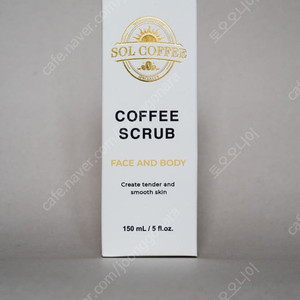 SOL COFFEE
COFFEE
SCRUB
FACE AND BODY
Create tender and
smooth skin
150 mL / 5 fl.oz.